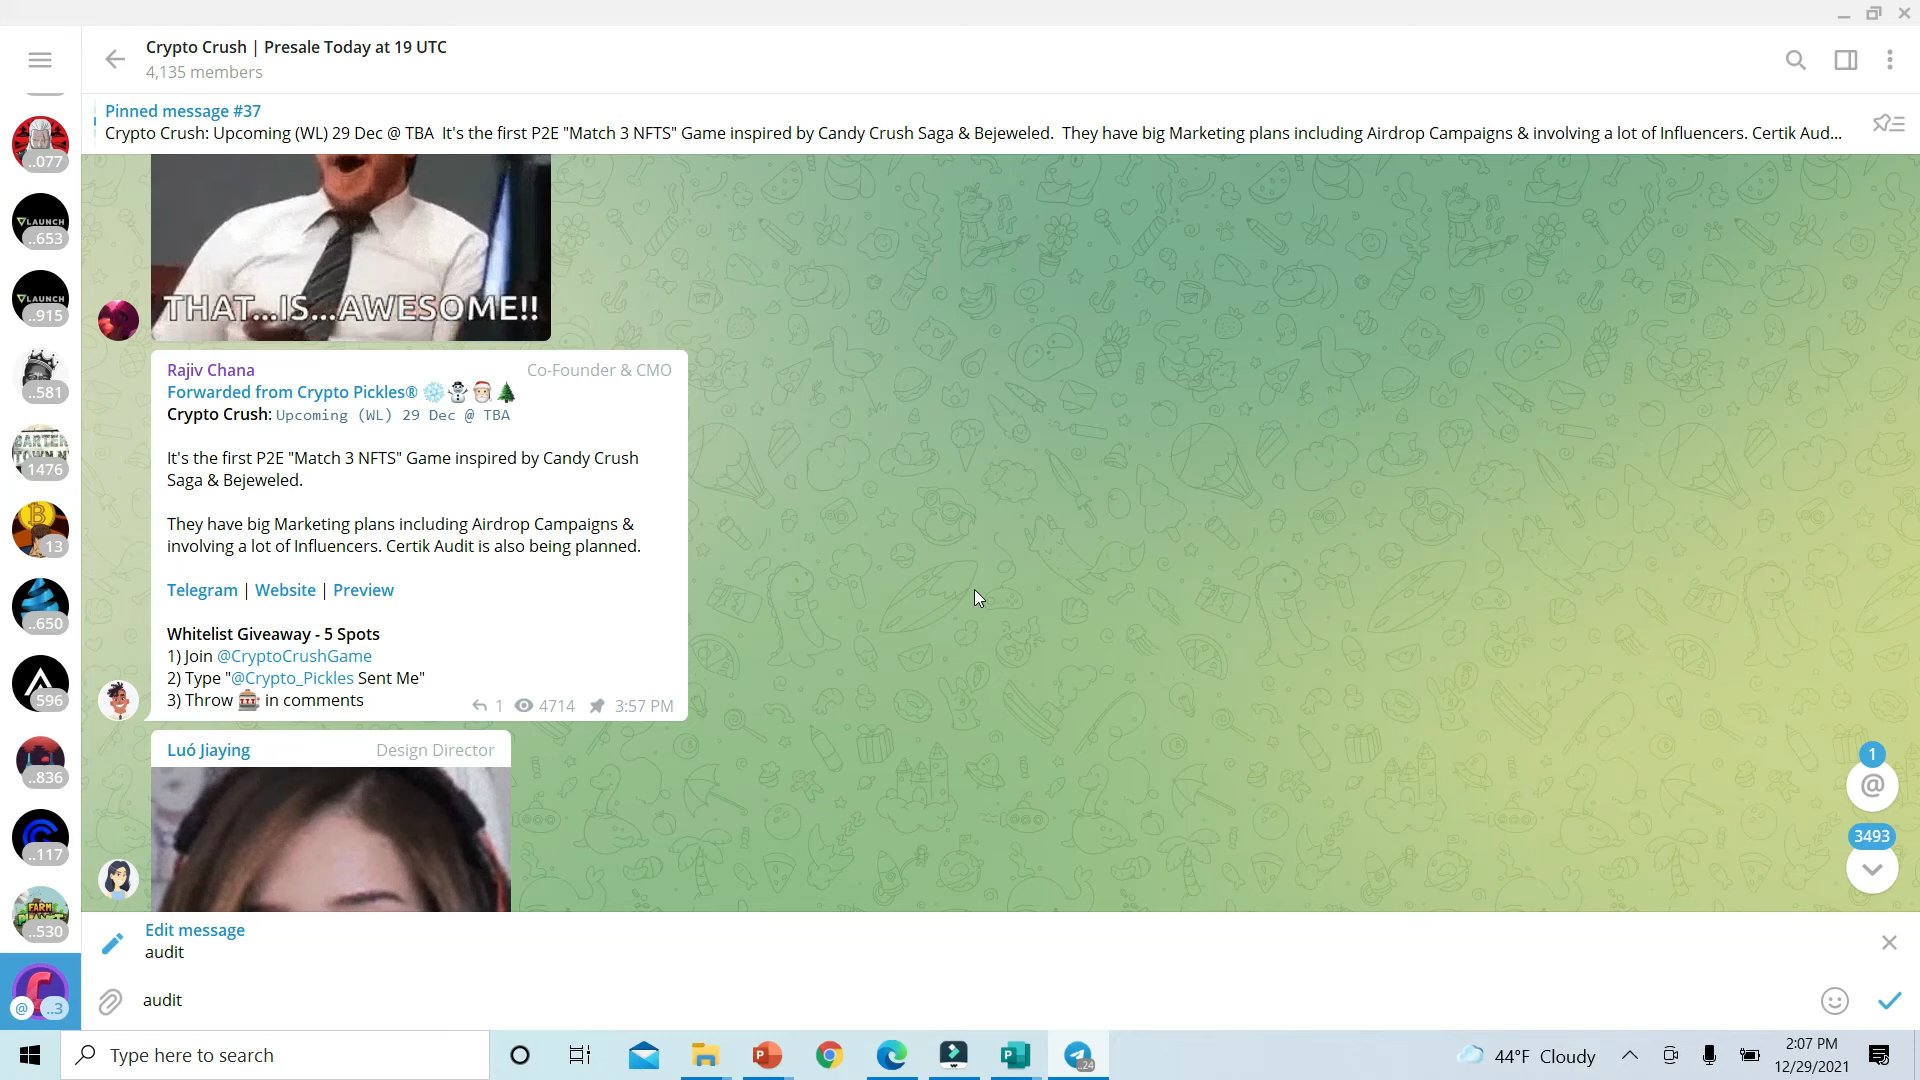 Crypto Crush | Presale Today at 19 UTC
4,135 members
Pinned message #37
Crypto Crush: Upcoming (WL) 29 Dec @ TBA It's the first P2E "Match 3 NFTS" Game inspired by Candy Crush Saga & Bejeweled. They have big Marketing plans including Airdrop Campaigns & involving a lot of Influencers. Certik Aud...
..077
VLAUNCH
..653
VLAUNCH
..915
..581
1476
13
..650
596
..836
..117
FARM
PLANET
..530
@ ..3
THAT...IS...AWESOME!!
Rajiv Chana Co-Founder & CMO
Forwarded from Crypto Pickles®
Crypto Crush: Upcoming (WL) 29 Dec @ TBA
It's the first P2E "Match 3 NFTS" Game inspired by Candy Crush
Saga & Bejeweled.
They have big Marketing plans including Airdrop Campaigns &
involving a lot of Influencers. Certik Audit is also being planned.
Telegram | Website | Preview
Whitelist Giveaway - 5 Spots
1) Join @CryptoCrushGame
2) Type "@Crypto_Pickles Sent Me"
3) Throw 🎰 in comments
1 4714 3:57 PM
Luó Jiaying Design Director
1
@
3493
Edit message
audit
audit
Type here to search
24
44°F Cloudy
2:07 PM
12/29/2021